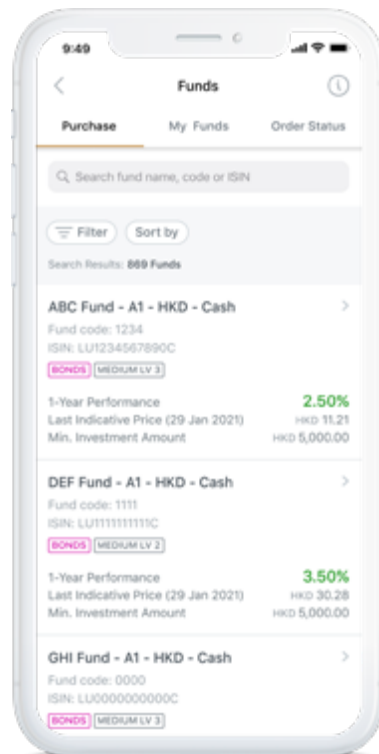 9:49
Funds
Purchase My Funds Order Status
Search fund name, code or ISIN
Filter Sort by
Search Results: 869 Funds
ABC Fund - A1 - HKD - Cash
Fund code: 1234
ISIN: LU1234567890C
BONDS MEDIUM LV 3
1-Year Performance 2.50%
Last Indicative Price (29 Jan 2021) HKD 11.21
Min. Investment Amount HKD 5,000.00
DEF Fund - A1 - HKD - Cash
Fund code: 1111
ISIN: LU1111111111C
BONDS MEDIUM LV 2
1-Year Performance 3.50%
Last Indicative Price (29 Jan 2021) HKD 30.28
Min. Investment Amount HKD 5,000.00
GHI Fund - A1 - HKD - Cash
Fund code: 0000
ISIN: LU0000000000C
BONDS MEDIUM LV 3